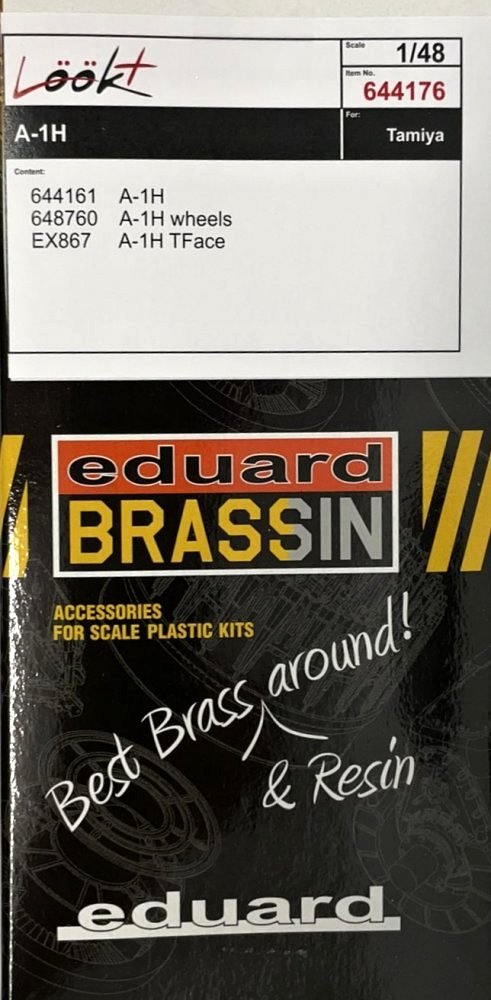 Löök+
Scale
1/48
Item No.
644176
A-1H
For:
Tamiya
Content:
644161 A-1H
648760 A-1H wheels
EX867 A-1H TFace
eduard
BRASSIN
ACCESSORIES
FOR SCALE PLASTIC KITS
Best Brass around!
& Resin
eduard